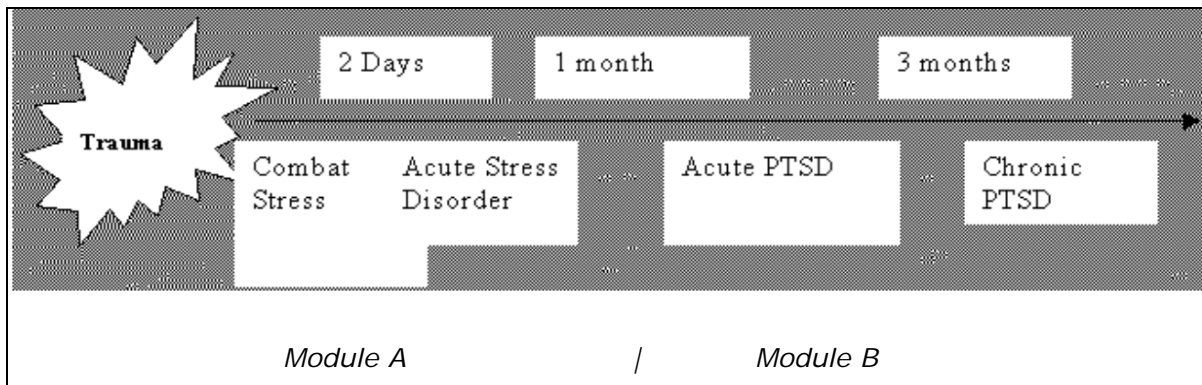 2 Days
1 month
3 months
Trauma
Combat
Stress
Acute Stress
Disorder
Acute PTSD
Chronic
PTSD
Module A | Module B